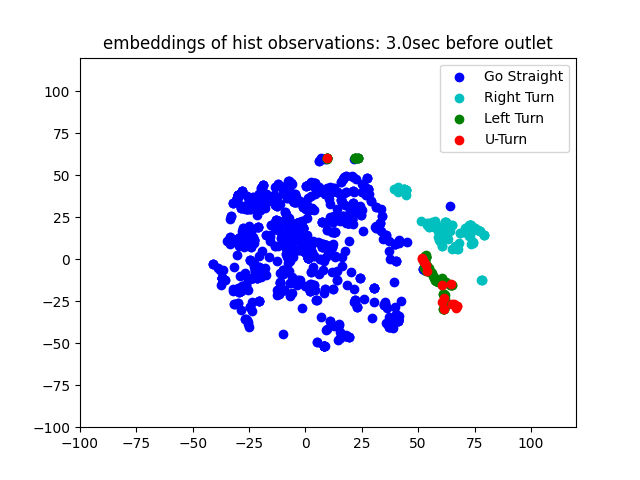 embeddings of hist observations: 3.0sec before outlet
Go Straight
Right Turn
Left Turn
U-Turn
100
75
50
25
0
−25
−50
−75
−100
−100 −75 −50 −25 0 25 50 75 100